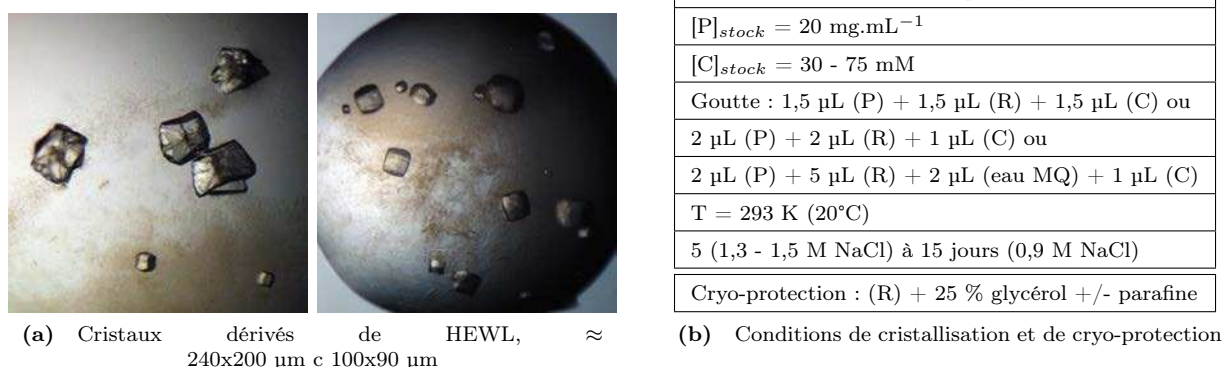 [P]stock = 20 mg.mL−1
[C]stock = 30 - 75 mM
Goutte : 1,5 µL (P) + 1,5 µL (R) + 1,5 µL (C) ou
2 µL (P) + 2 µL (R) + 1 µL (C) ou
2 µL (P) + 5 µL (R) + 2 µL (eau MQ) + 1 µL (C)
T = 293 K (20°C)
5 (1,3 - 1,5 M NaCl) à 15 jours (0,9 M NaCl)
Cryo-protection : (R) + 25 % glycérol +/- parafine
(a) Cristaux dérivés de HEWL, ≈
240x200 µm c 100x90 µm
(b) Conditions de cristallisation et de cryo-protection